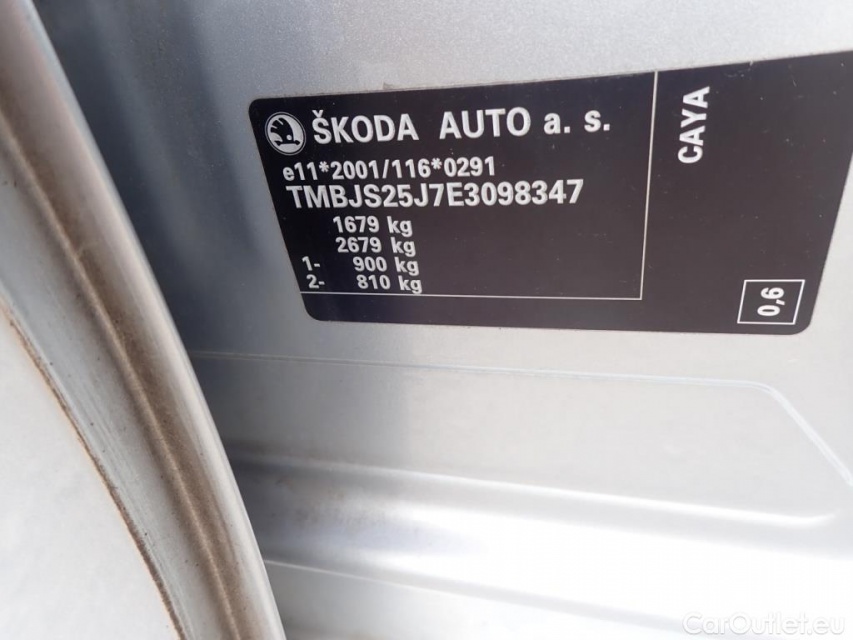 ŠKODA AUTO a. s.
e11*2001/116*0291
TMBJS25J7E3098347
1679 kg
2679 kg
1- 900 kg
2- 810 kg
CAYA
0,6
CarOutlet.eu